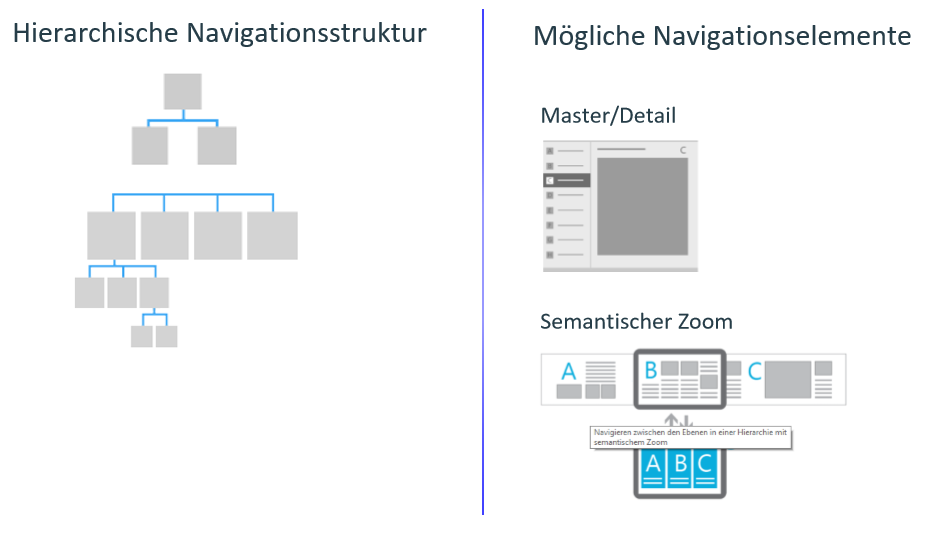 Hierarchische Navigationsstruktur
Mögliche Navigationselemente
Master/Detail
C
C
Semantischer Zoom
A
B
C
Navigieren zwischen den Ebenen in einer Hierarchie mit
semantischem Zoom
A B C